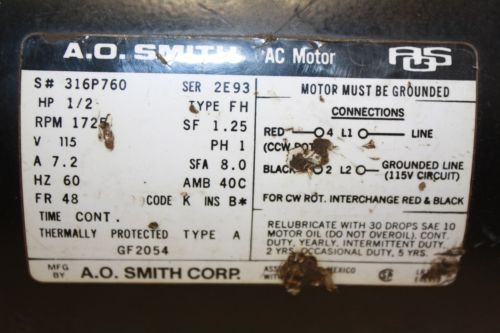 A.O. SMITH AC Motor AOS
S# 316P760 SER 2E93
HP 1/2 TYPE FH
RPM 1725 SF 1.25
V 115 PH 1
A 7.2 SFA 8.0
HZ 60 AMB 40C
FR 48 CODE K INS B*
TIME CONT.
THERMALLY PROTECTED TYPE A
GF2054
MOTOR MUST BE GROUNDED
CONNECTIONS
RED 4 L1 LINE
(CCW ROT
BLACK 2 L2 GROUNDED LINE
(115V CIRCUIT)
FOR CW ROT. INTERCHANGE RED & BLACK
RELUBRICATE WITH 30 DROPS SAE 10
MOTOR OIL (DO NOT OVEROIL). CONT.
DUTY, YEARLY, INTERMITTENT DUTY,
2 YRS. OCCASIONAL DUTY, 5 YRS.
MFG BY A.O. SMITH CORP. MEXICO